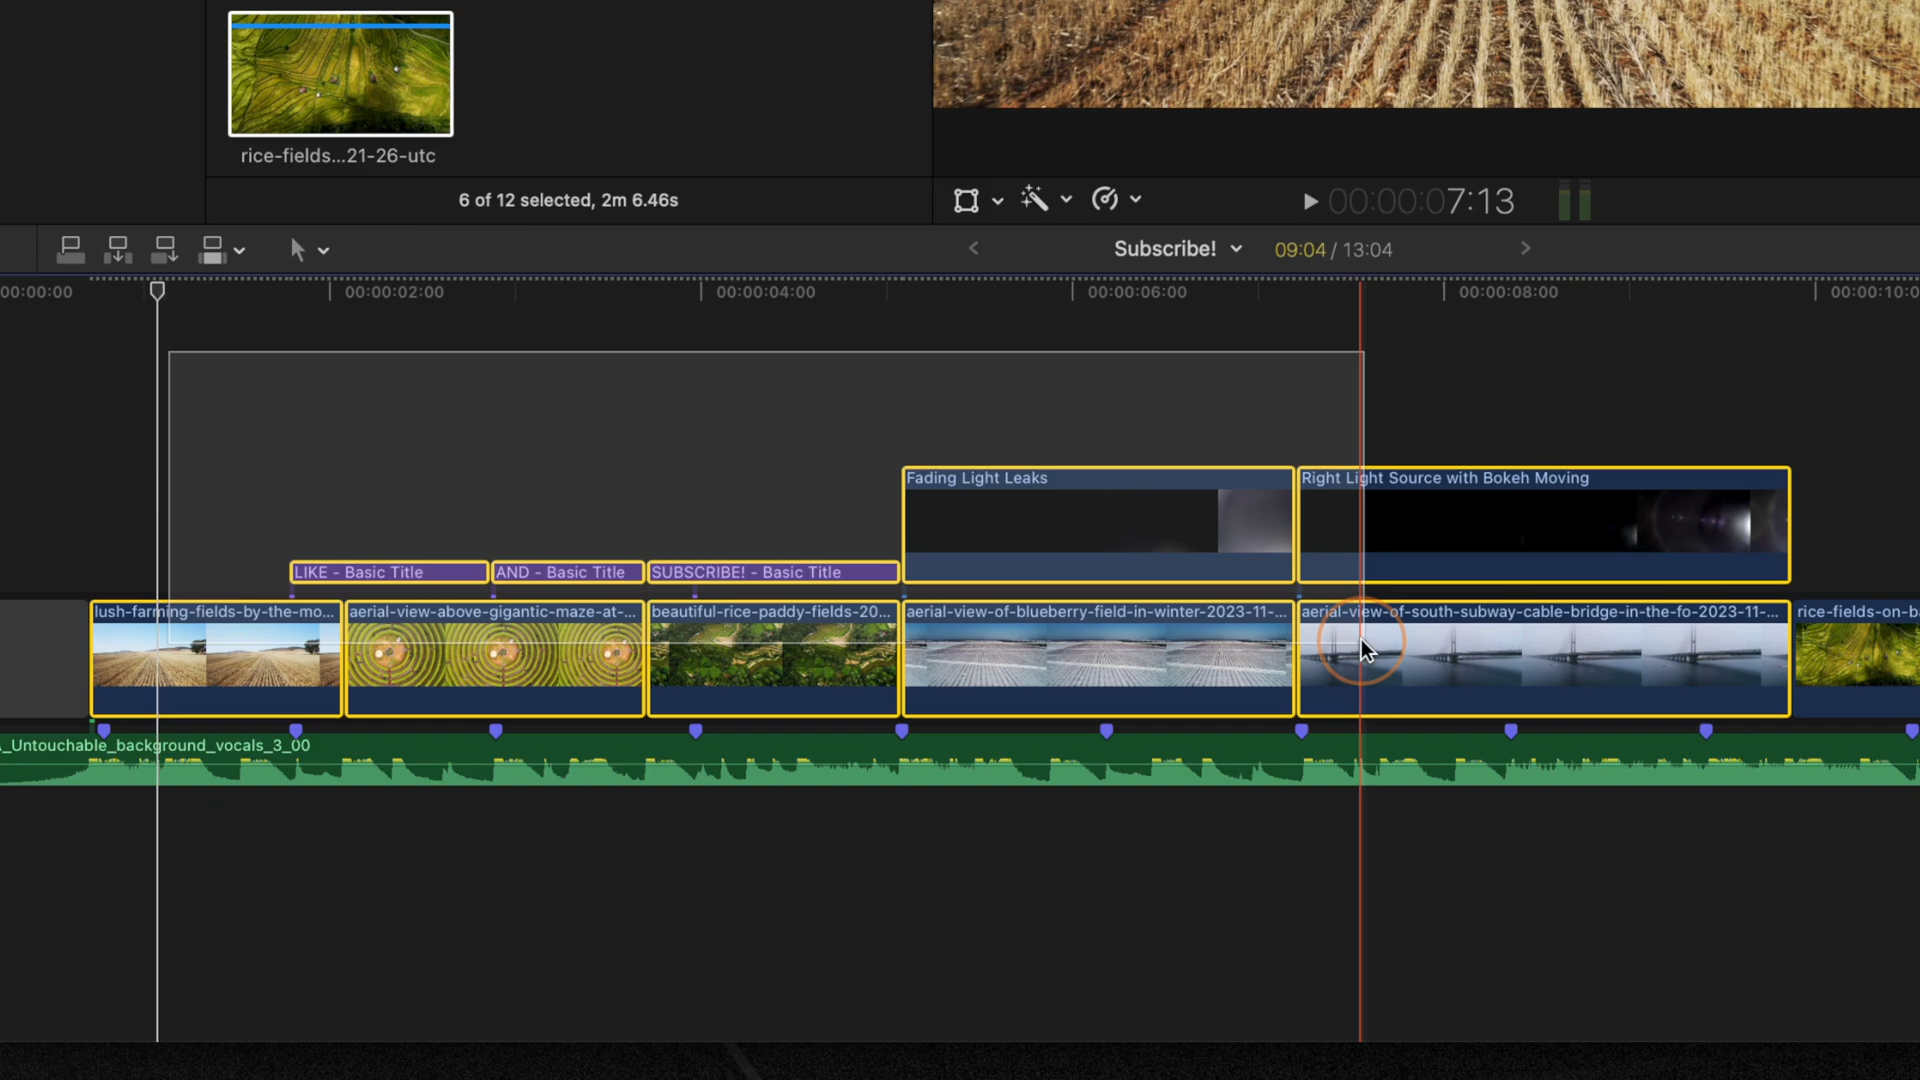 rice-fields...21-26-utc
6 of 12 selected, 2m 6.46s
00:00:07:13
Subscribe!
09:04 / 13:04
00:00:00
00:00:02:00
00:00:04:00
00:00:06:00
00:00:08:00
00:00:10:0
Fading Light Leaks
Right Light Source with Bokeh Moving
LIKE - Basic Title
AND - Basic Title
SUBSCRIBE! - Basic Title
lush-farming-fields-by-the-mo...
aerial-view-above-gigantic-maze-at-...
beautiful-rice-paddy-fields-20...
aerial-view-of-blueberry-field-in-winter-2023-11-...
aerial-view-of-south-subway-cable-bridge-in-the-fo-2023-11-...
rice-fields-on-ba
_Untouchable_background_vocals_3_00